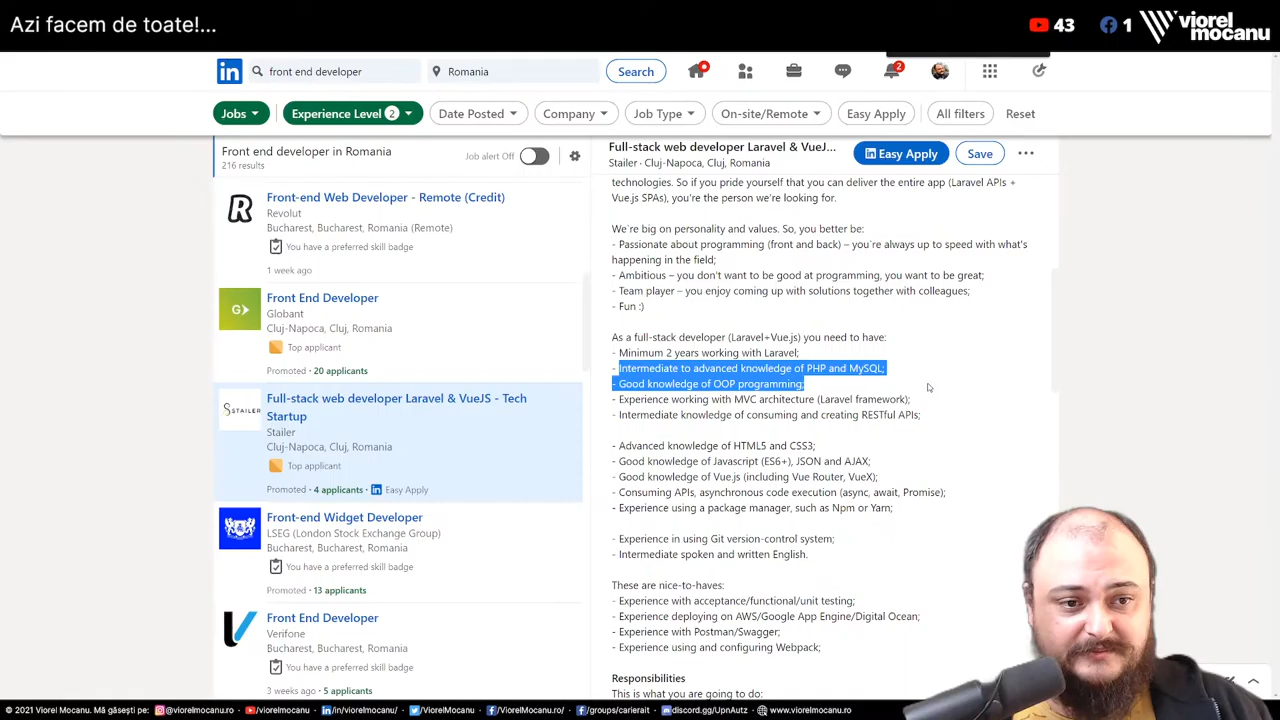 Azi facem de toate!...
43
1
viorel
mocanu
in
front end developer
Romania
Search
2
Jobs
Experience Level
2
Date Posted
Company
Job Type
On-site/Remote
Easy Apply
All filters
Reset
Front end developer in Romania
216 results
Job alert Off
Front-end Web Developer - Remote (Credit)
Revolut
Bucharest, Bucharest, Romania (Remote)
You have a preferred skill badge
1 week ago
Front End Developer
Globant
Cluj-Napoca, Cluj, Romania
Top applicant
Promoted · 20 applicants
STAILER
Full-stack web developer Laravel & VueJS - Tech
Startup
Stailer
Cluj-Napoca, Cluj, Romania
Top applicant
Promoted · 4 applicants · in Easy Apply
Front-end Widget Developer
LSEG (London Stock Exchange Group)
Bucharest, Bucharest, Romania
You have a preferred skill badge
Promoted · 13 applicants
Front End Developer
Verifone
Bucharest, Bucharest, Romania
You have a preferred skill badge
3 weeks ago · 5 applicants
Full-stack web developer Laravel & VueJ...
Stailer · Cluj-Napoca, Cluj, Romania
in Easy Apply
Save
technologies. So if you pride yourself that you can deliver the entire app (Laravel APIs +
Vue.js SPAs), you're the person we're looking for.
We're big on personality and values. So, you better be:
- Passionate about programming (front and back) – you're always up to speed with what's
happening in the field;
- Ambitious – you don't want to be good at programming, you want to be great;
- Team player – you enjoy coming up with solutions together with colleagues;
- Fun :)
As a full-stack developer (Laravel+Vue.js) you need to have:
- Minimum 2 years working with Laravel;
- Intermediate to advanced knowledge of PHP and MySQL;
- Good knowledge of OOP programming;
- Experience working with MVC architecture (Laravel framework);
- Intermediate knowledge of consuming and creating RESTful APIs;
- Advanced knowledge of HTML5 and CSS3;
- Good knowledge of Javascript (ES6+), JSON and AJAX;
- Good knowledge of Vue.js (including Vue Router, VueX);
- Consuming APIs, asynchronous code execution (async, await, Promise);
- Experience using a package manager, such as Npm or Yarn;
- Experience in using Git version-control system;
- Intermediate spoken and written English.
These are nice-to-haves:
- Experience with acceptance/functional/unit testing;
- Experience deploying on AWS/Google App Engine/Digital Ocean;
- Experience with Postman/Swagger;
- Experience using and configuring Webpack;
Responsibilities
This is what you are going to do:
© 2021 Viorel Mocanu. Mă găsești pe: @viorelmocanu.ro /viorelmocanu in/in/viorelmocanu/ /ViorelMocanu /ViorelMocanu.ro/ /groups/carierait discord.gg/UpnAutz www.viorelmocanu.ro